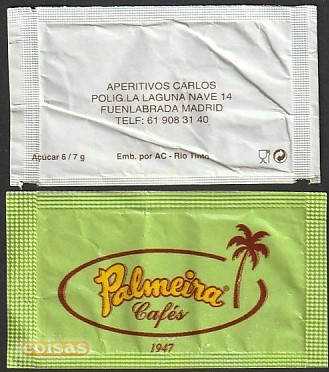 APERITIVOS CARLOS
POLIG.LA LAGUNA NAVE 14
FUENLABRADA MADRID
TELF: 61 908 31 40
Açúcar 6 / 7 g Emb. por AC - Rio Tinto
Palmeira®
Cafés
1947
coisas